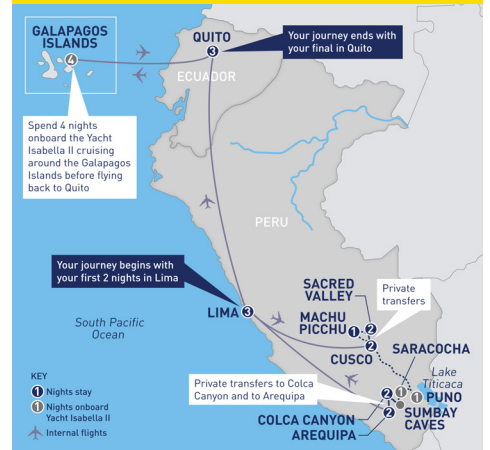 GALAPAGOS
ISLANDS
4
QUITO
3
Your journey ends with
your final in Quito
ECUADOR
Spend 4 nights
onboard the Yacht
Isabella II cruising
around the Galapagos
Islands before flying
back to Quito
PERU
Your journey begins with
your first 2 nights in Lima
LIMA
3
SACRED
VALLEY
2
Private
transfers
MACHU
PICCHU
1
2
CUSCO
SARACOCHA
1
South Pacific
Ocean
Lake
Titicaca
1
PUNO
Private transfers to Colca
Canyon and to Arequipa
2
SUMBAY
CAVES
COLCA CANYON
AREQUIPA
2
KEY
1 Nights stay
1 Nights onboard
Yacht Isabella II
Internal flights